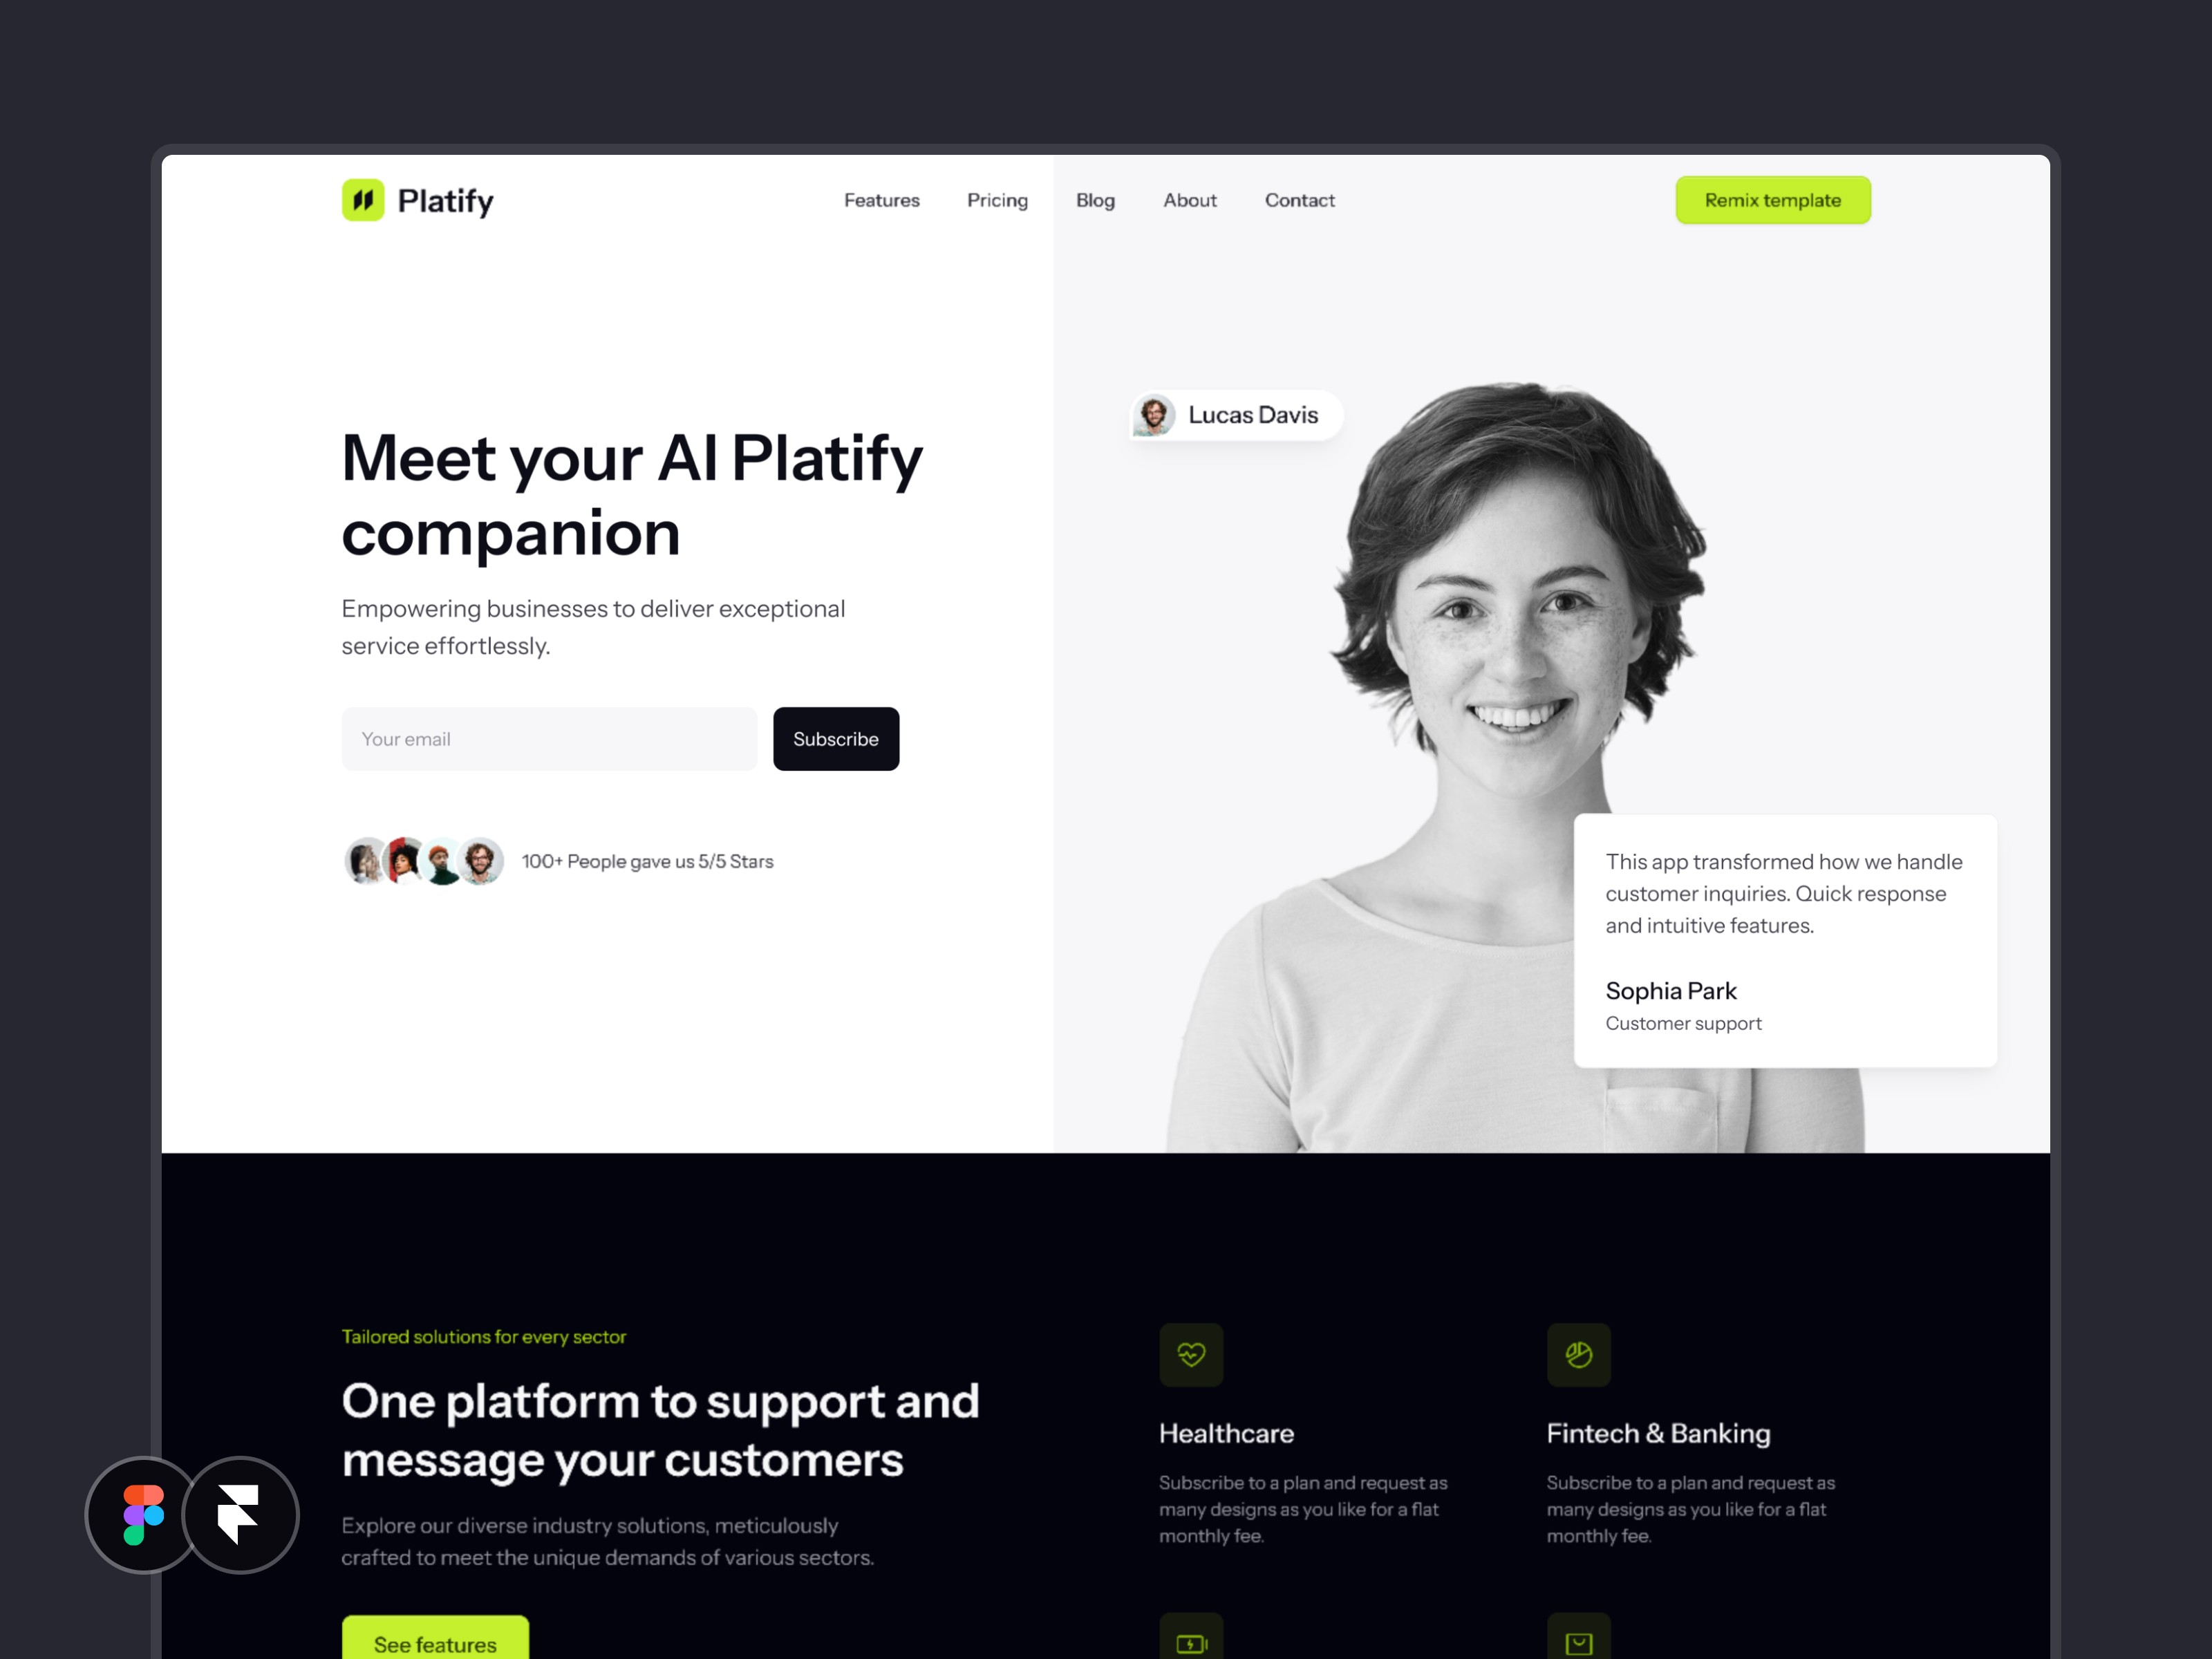 Platify
Features
Pricing
Blog
About
Contact
Remix template
Meet your AI Platify
companion
Empowering businesses to deliver exceptional
service effortlessly.
Your email
Subscribe
100+ People gave us 5/5 Stars
Lucas Davis
This app transformed how we handle
customer inquiries. Quick response
and intuitive features.
Sophia Park
Customer support
Tailored solutions for every sector
One platform to support and
message your customers
Explore our diverse industry solutions, meticulously
crafted to meet the unique demands of various sectors.
See features
Healthcare
Subscribe to a plan and request as
many designs as you like for a flat
monthly fee.
Fintech & Banking
Subscribe to a plan and request as
many designs as you like for a flat
monthly fee.